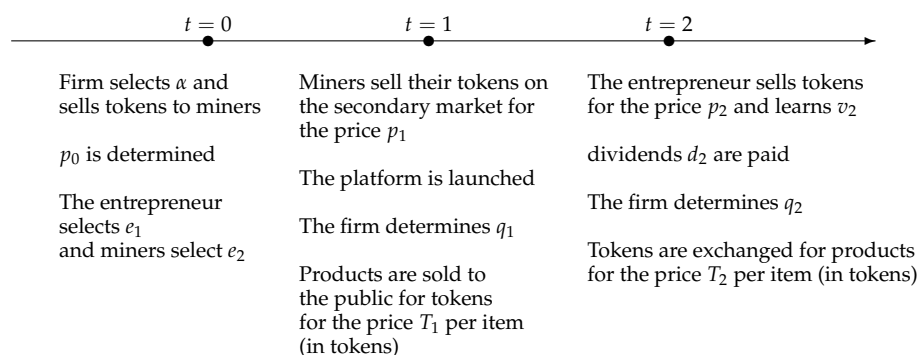 t = 0
t = 1
t = 2
Firm selects α and
sells tokens to miners
p₀ is determined
The entrepreneur
selects e₁
and miners select e₂
Miners sell their tokens on
the secondary market for
the price p₁
The platform is launched
The firm determines q₁
Products are sold to
the public for tokens
for the price T₁ per item
(in tokens)
The entrepreneur sells tokens
for the price p₂ and learns v₂
dividends d₂ are paid
The firm determines q₂
Tokens are exchanged for products
for the price T₂ per item (in tokens)